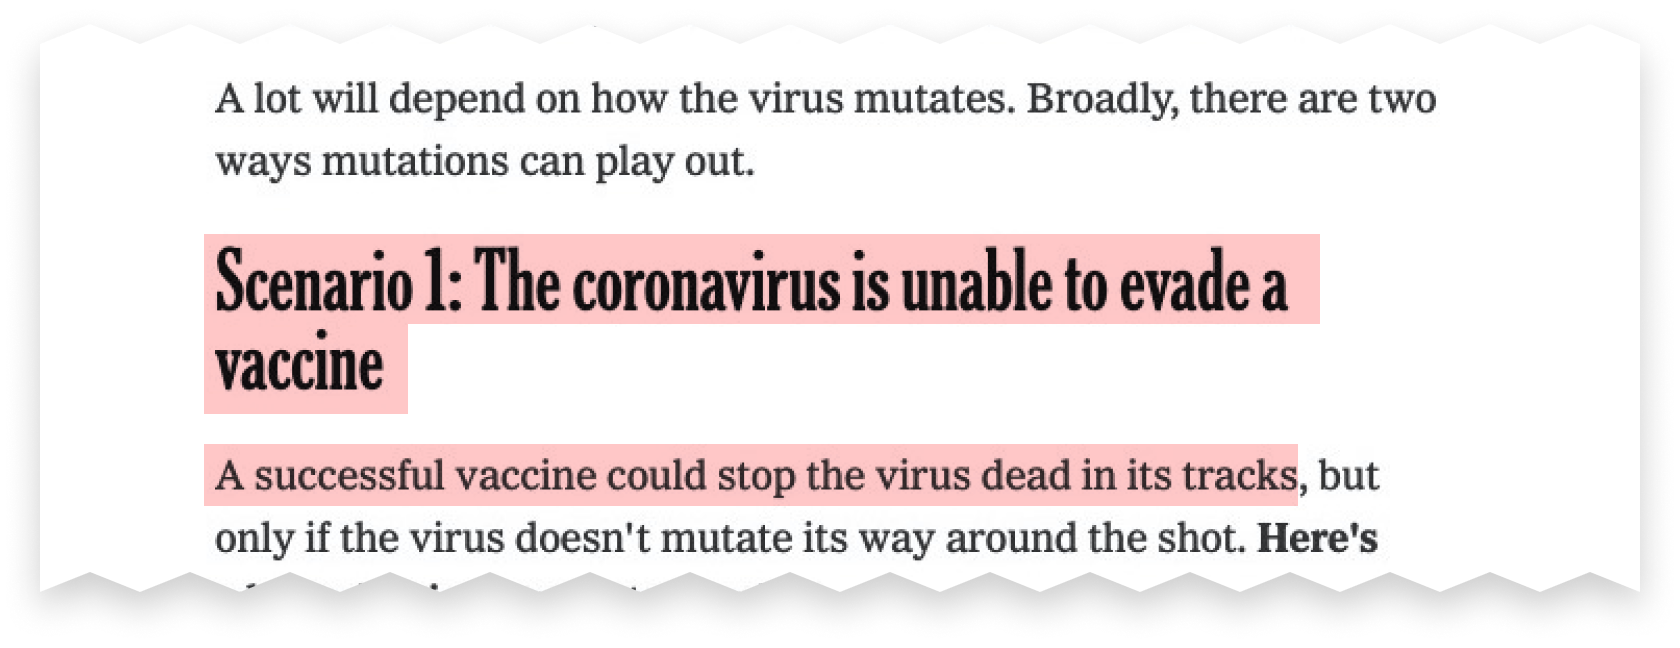 A lot will depend on how the virus mutates. Broadly, there are two
ways mutations can play out.
Scenario 1: The coronavirus is unable to evade a
vaccine
A successful vaccine could stop the virus dead in its tracks, but
only if the virus doesn't mutate its way around the shot. Here's